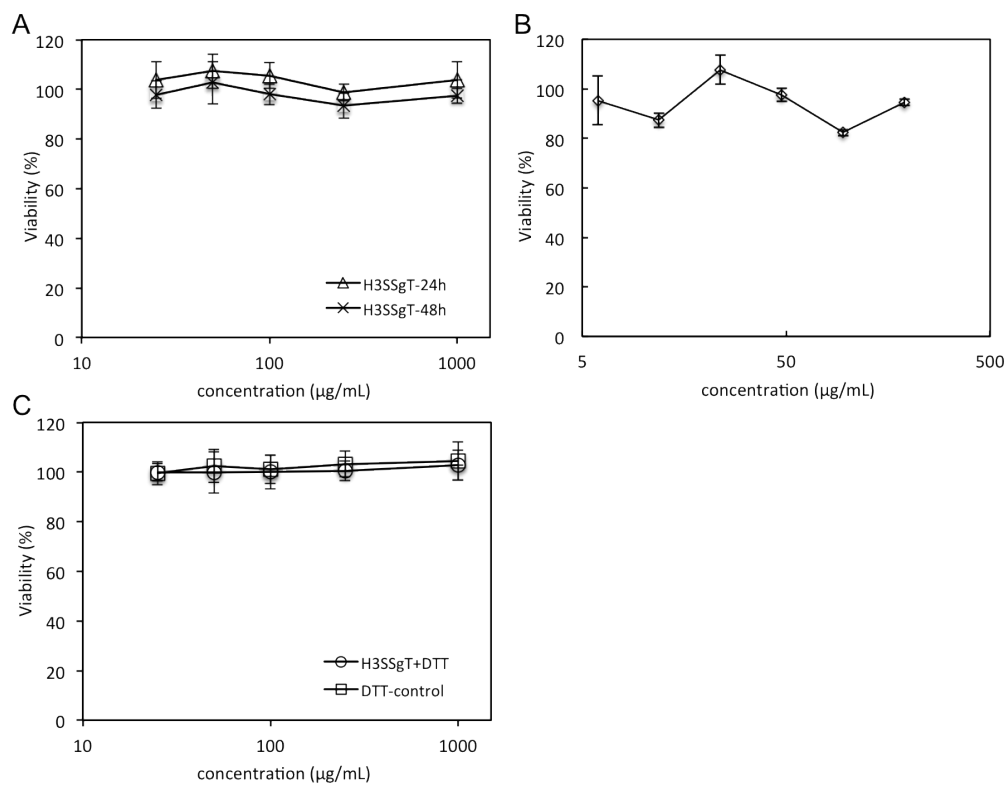 A
120
100
80
60
40
20
0
Viability (%)
10
100
1000
concentration (µg/mL)
H3SSgT-24h
H3SSgT-48h
B
120
100
80
60
40
20
0
Viability (%)
5
50
500
concentration (µg/mL)
C
120
100
80
60
40
20
0
Viability (%)
10
100
1000
concentration (µg/mL)
H3SSgT+DTT
DTT-control